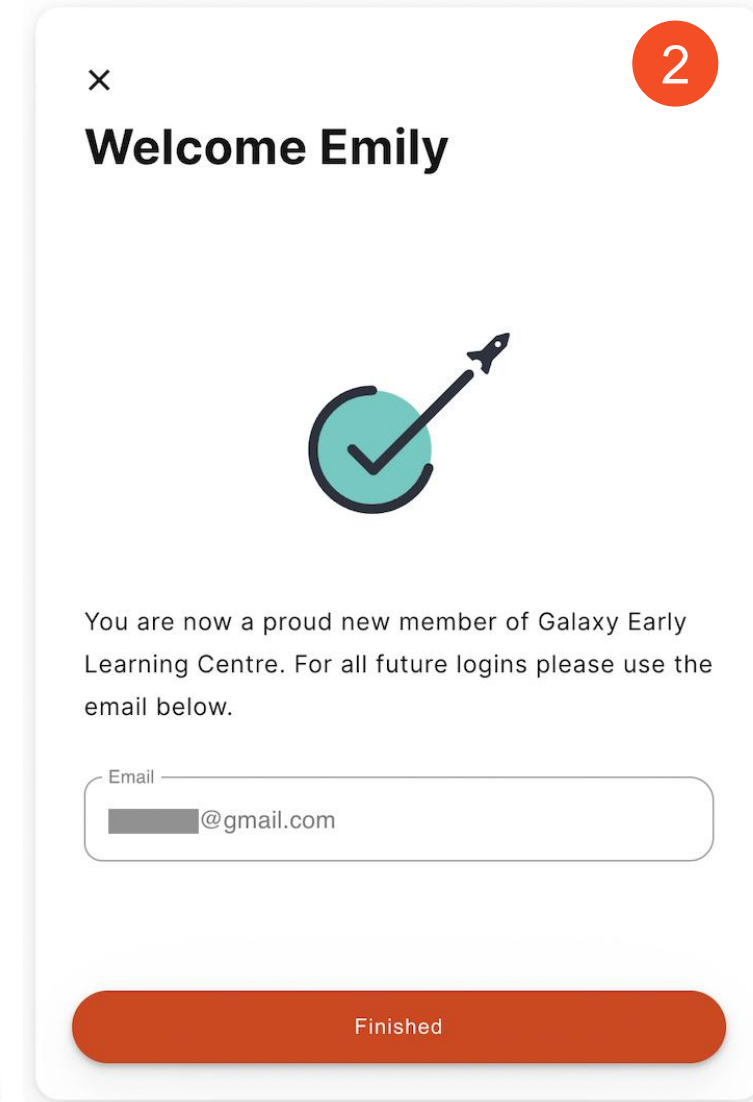 2
Welcome Emily
You are now a proud new member of Galaxy Early
Learning Centre. For all future logins please use the
email below.
Email
@gmail.com
Finished